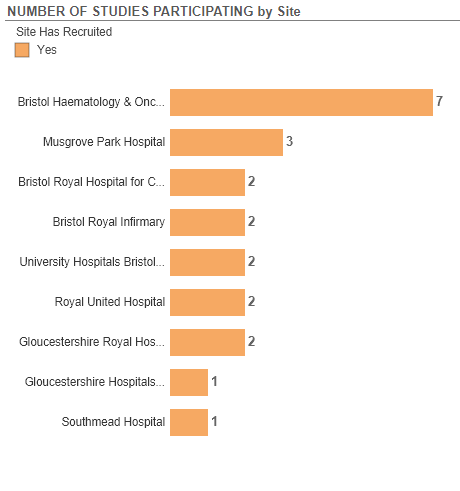 NUMBER OF STUDIES PARTICIPATING by Site
Site Has Recruited
Yes
Bristol Haematology & Onc... 7
Musgrove Park Hospital 3
Bristol Royal Hospital for C... 2
Bristol Royal Infirmary 2
University Hospitals Bristol... 2
Royal United Hospital 2
Gloucestershire Royal Hos... 2
Gloucestershire Hospitals... 1
Southmead Hospital 1